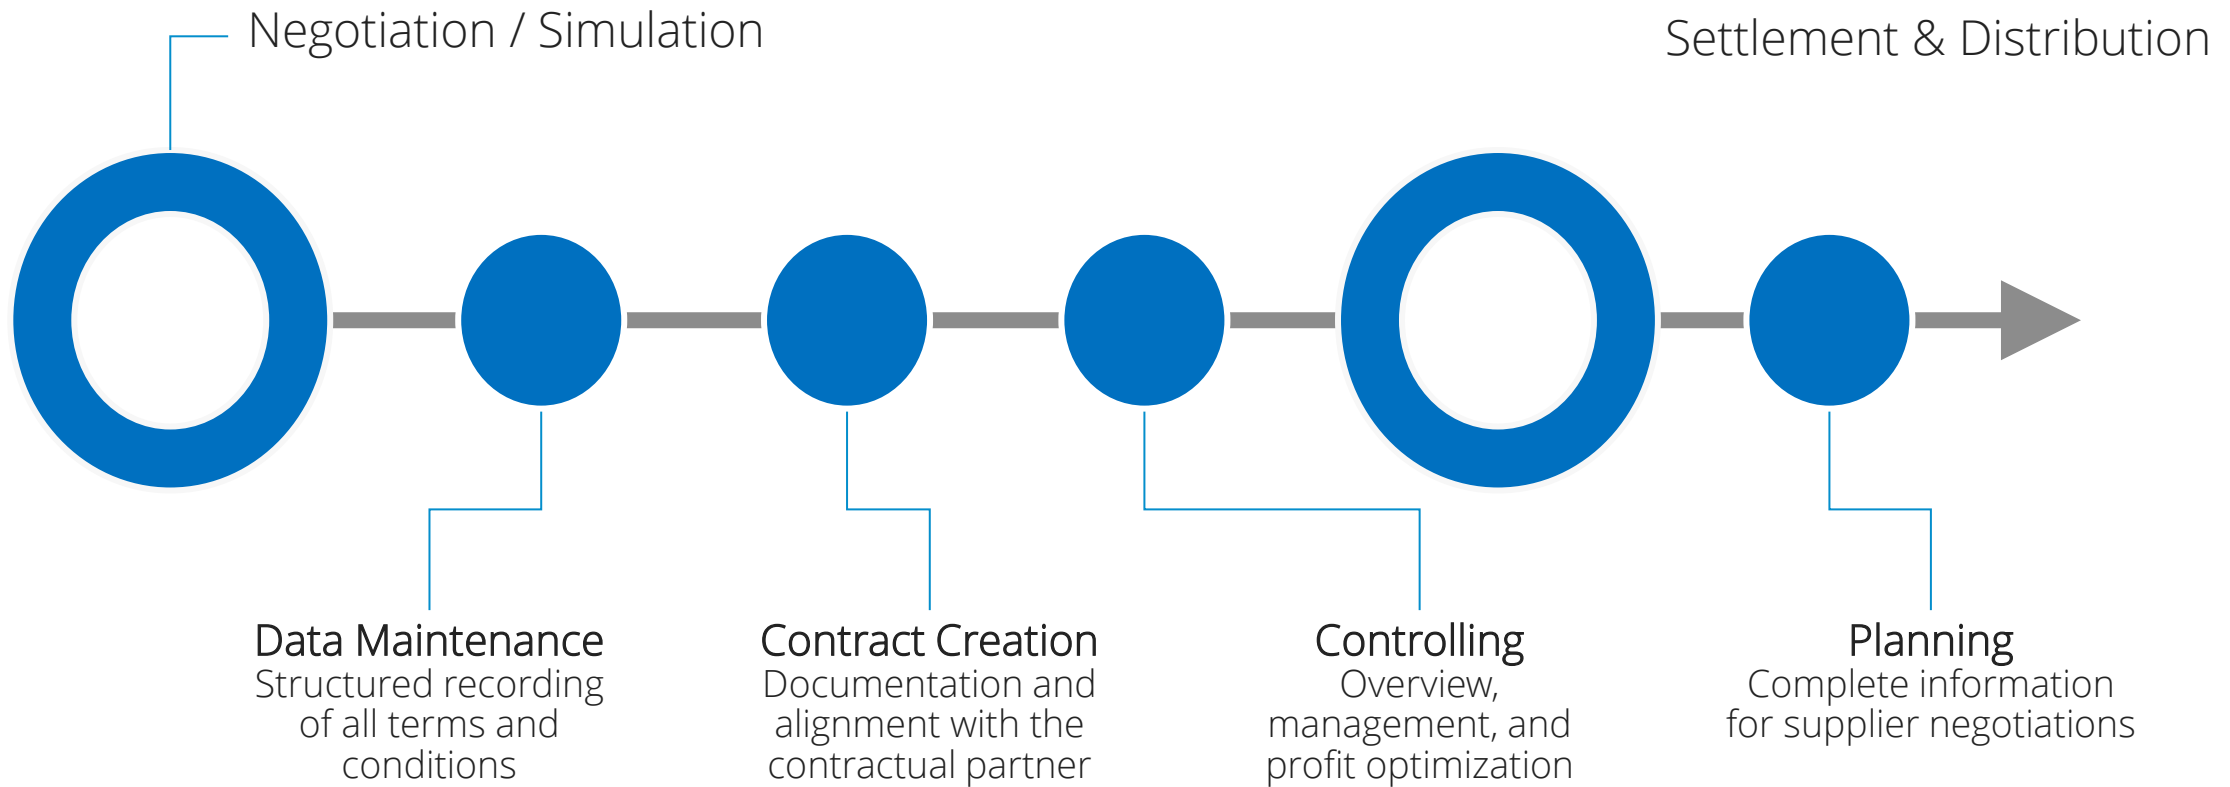 Negotiation / Simulation
Settlement & Distribution
Data Maintenance
Structured recording
of all terms and
conditions
Contract Creation
Documentation and
alignment with the
contractual partner
Controlling
Overview,
management, and
profit optimization
Planning
Complete information
for supplier negotiations